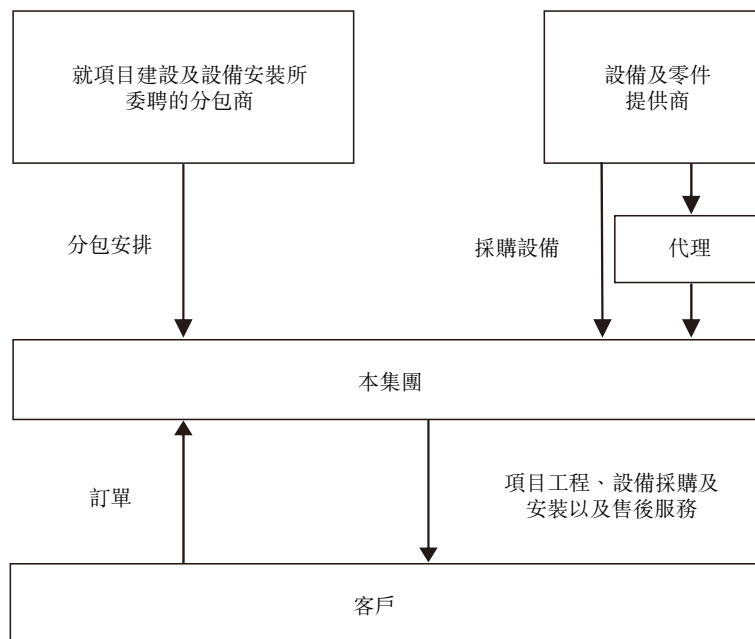 就項目建設及設備安裝所
委聘的分包商
設備及零件
提供商
分包安排
採購設備
代理
本集團
訂單
項目工程、設備採購及
安裝以及售後服務
客戶